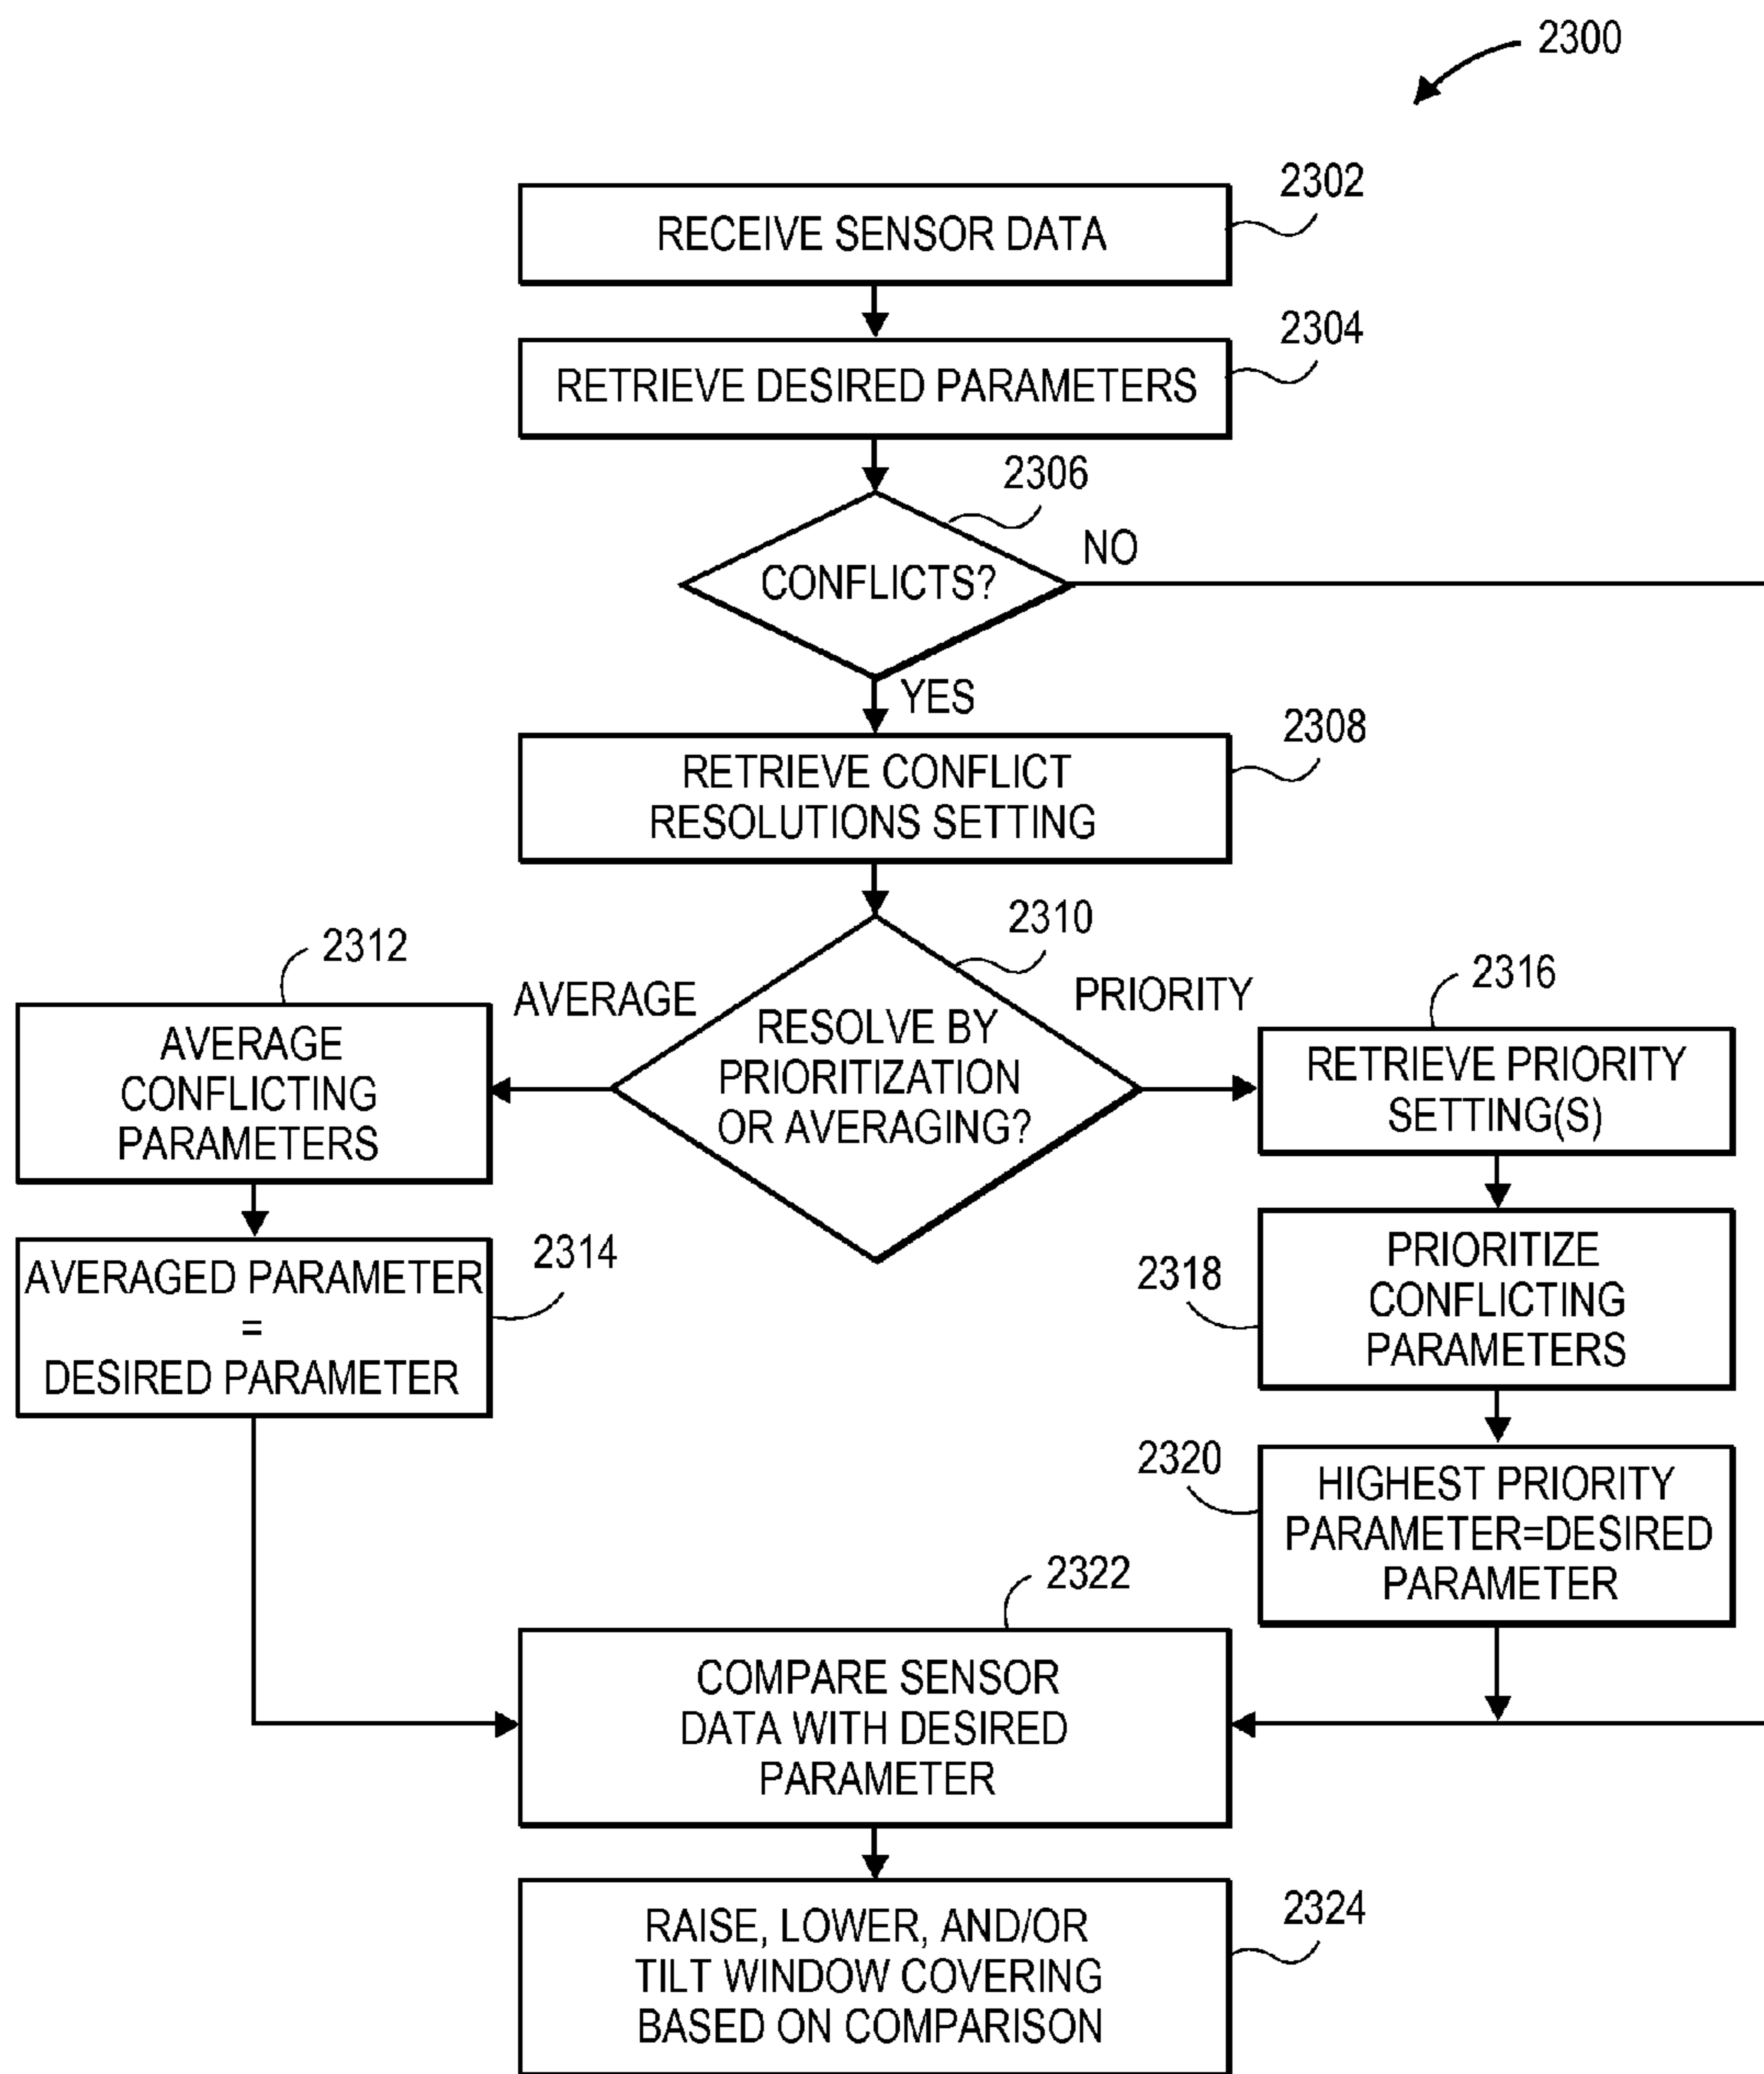 2300
2302
RECEIVE SENSOR DATA
2304
RETRIEVE DESIRED PARAMETERS
2306
NO
CONFLICTS?
YES
2308
RETRIEVE CONFLICT
RESOLUTIONS SETTING
2310
2312
AVERAGE
PRIORITY
2316
AVERAGE
CONFLICTING
PARAMETERS
RESOLVE BY
PRIORITIZATION
OR AVERAGING?
RETRIEVE PRIORITY
SETTING(S)
2314
AVERAGED PARAMETER
=
DESIRED PARAMETER
2318
PRIORITIZE
CONFLICTING
PARAMETERS
2320
HIGHEST PRIORITY
PARAMETER=DESIRED
PARAMETER
2322
COMPARE SENSOR
DATA WITH DESIRED
PARAMETER
2324
RAISE, LOWER, AND/OR
TILT WINDOW COVERING
BASED ON COMPARISON